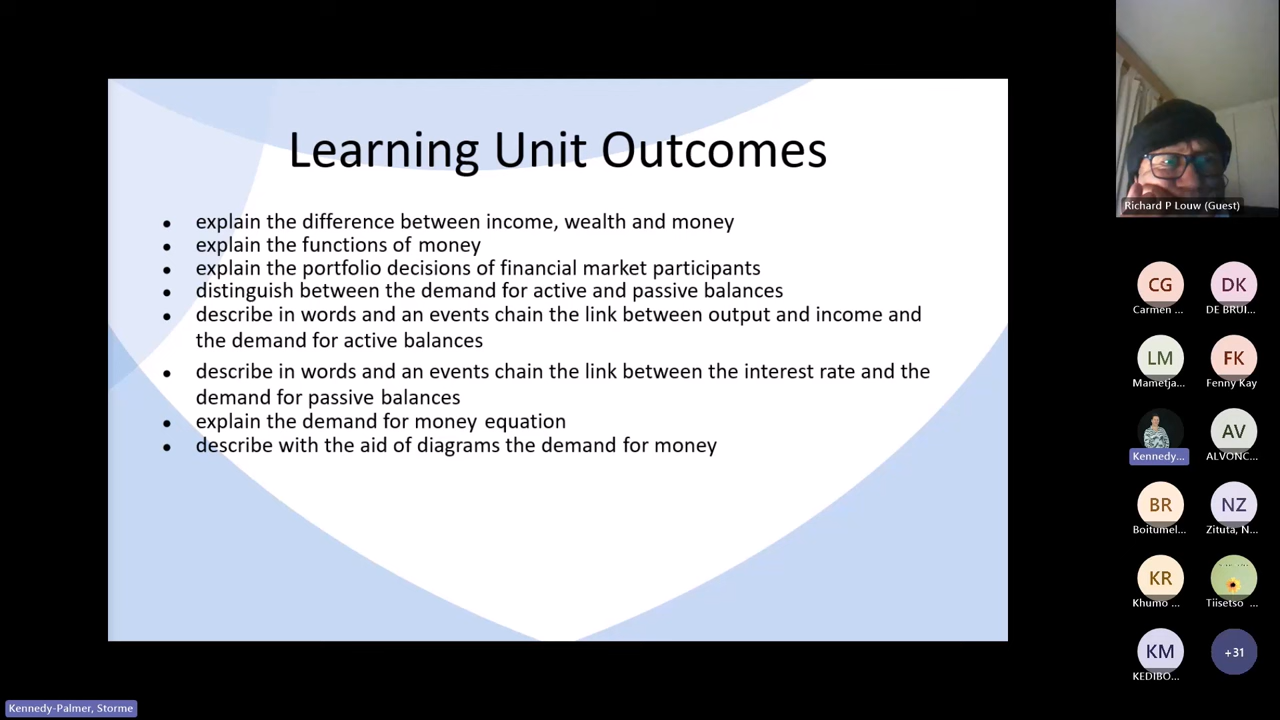 Learning Unit Outcomes
• explain the difference between income, wealth and money
• explain the functions of money
• explain the portfolio decisions of financial market participants
• distinguish between the demand for active and passive balances
• describe in words and an events chain the link between output and income and
the demand for active balances
• describe in words and an events chain the link between the interest rate and the
demand for passive balances
• explain the demand for money equation
• describe with the aid of diagrams the demand for money
Richard P Louw (Guest)
CG
DK
Carmen ...
DE BRUI...
LM
FK
Mametja...
Fenny Kay
AV
Kennedy...
ALVONC...
BR
NZ
Boitumel...
Zituta, N...
KR
Khumo ...
Tiisetso ...
KM
+31
KEDIBO...
Kennedy-Palmer, Storme